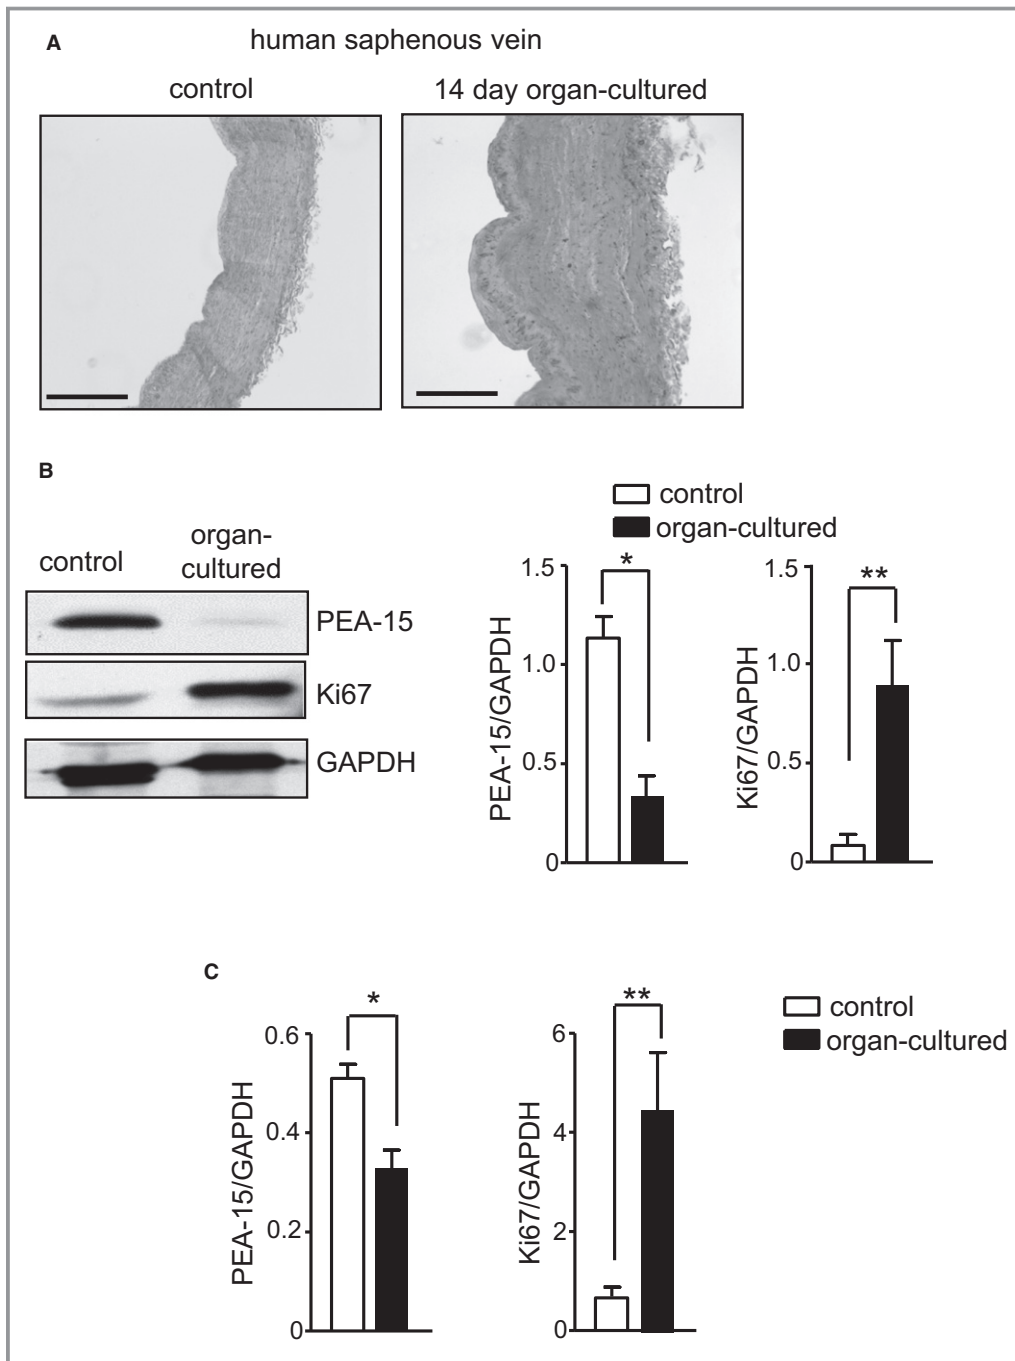 A
human saphenous vein
control
14 day organ-cultured
B
control
organ-
cultured
PEA-15
Ki67
GAPDH
control
organ-cultured
PEA-15/GAPDH
1.5
1.0
0.5
0
*
Ki67/GAPDH
1.5
1.0
0.5
0
**
C
PEA-15/GAPDH
0.6
0.4
0.2
0
*
Ki67/GAPDH
6
4
2
0
**
control
organ-cultured